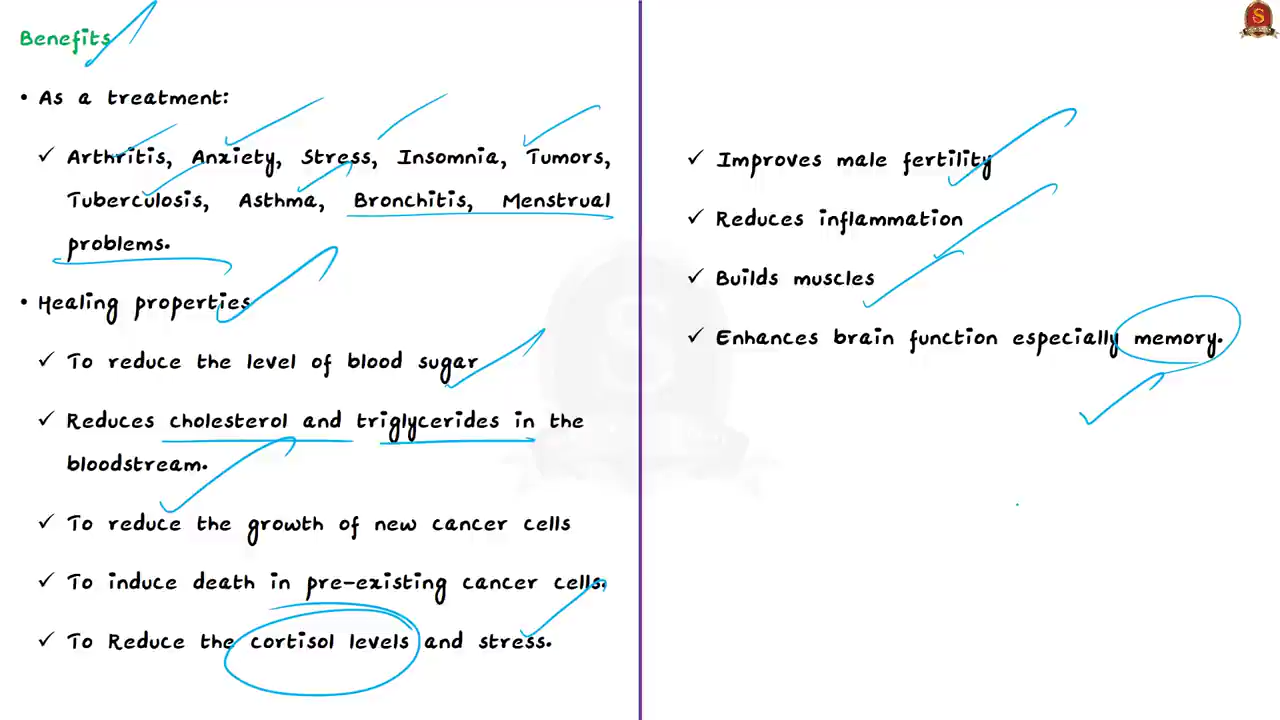 Benefits
• As a treatment:
✓ Arthritis, Anxiety, Stress, Insomnia, Tumors,
Tuberculosis, Asthma, Bronchitis, Menstrual
problems.
• Healing properties
✓ To reduce the level of blood sugar
✓ Reduces cholesterol and triglycerides in the
bloodstream.
✓ To reduce the growth of new cancer cells
✓ To induce death in pre-existing cancer cells.
✓ To Reduce the cortisol levels and stress.
S
✓ Improves male fertility
✓ Reduces inflammation
✓ Builds muscles
✓ Enhances brain function especially memory.